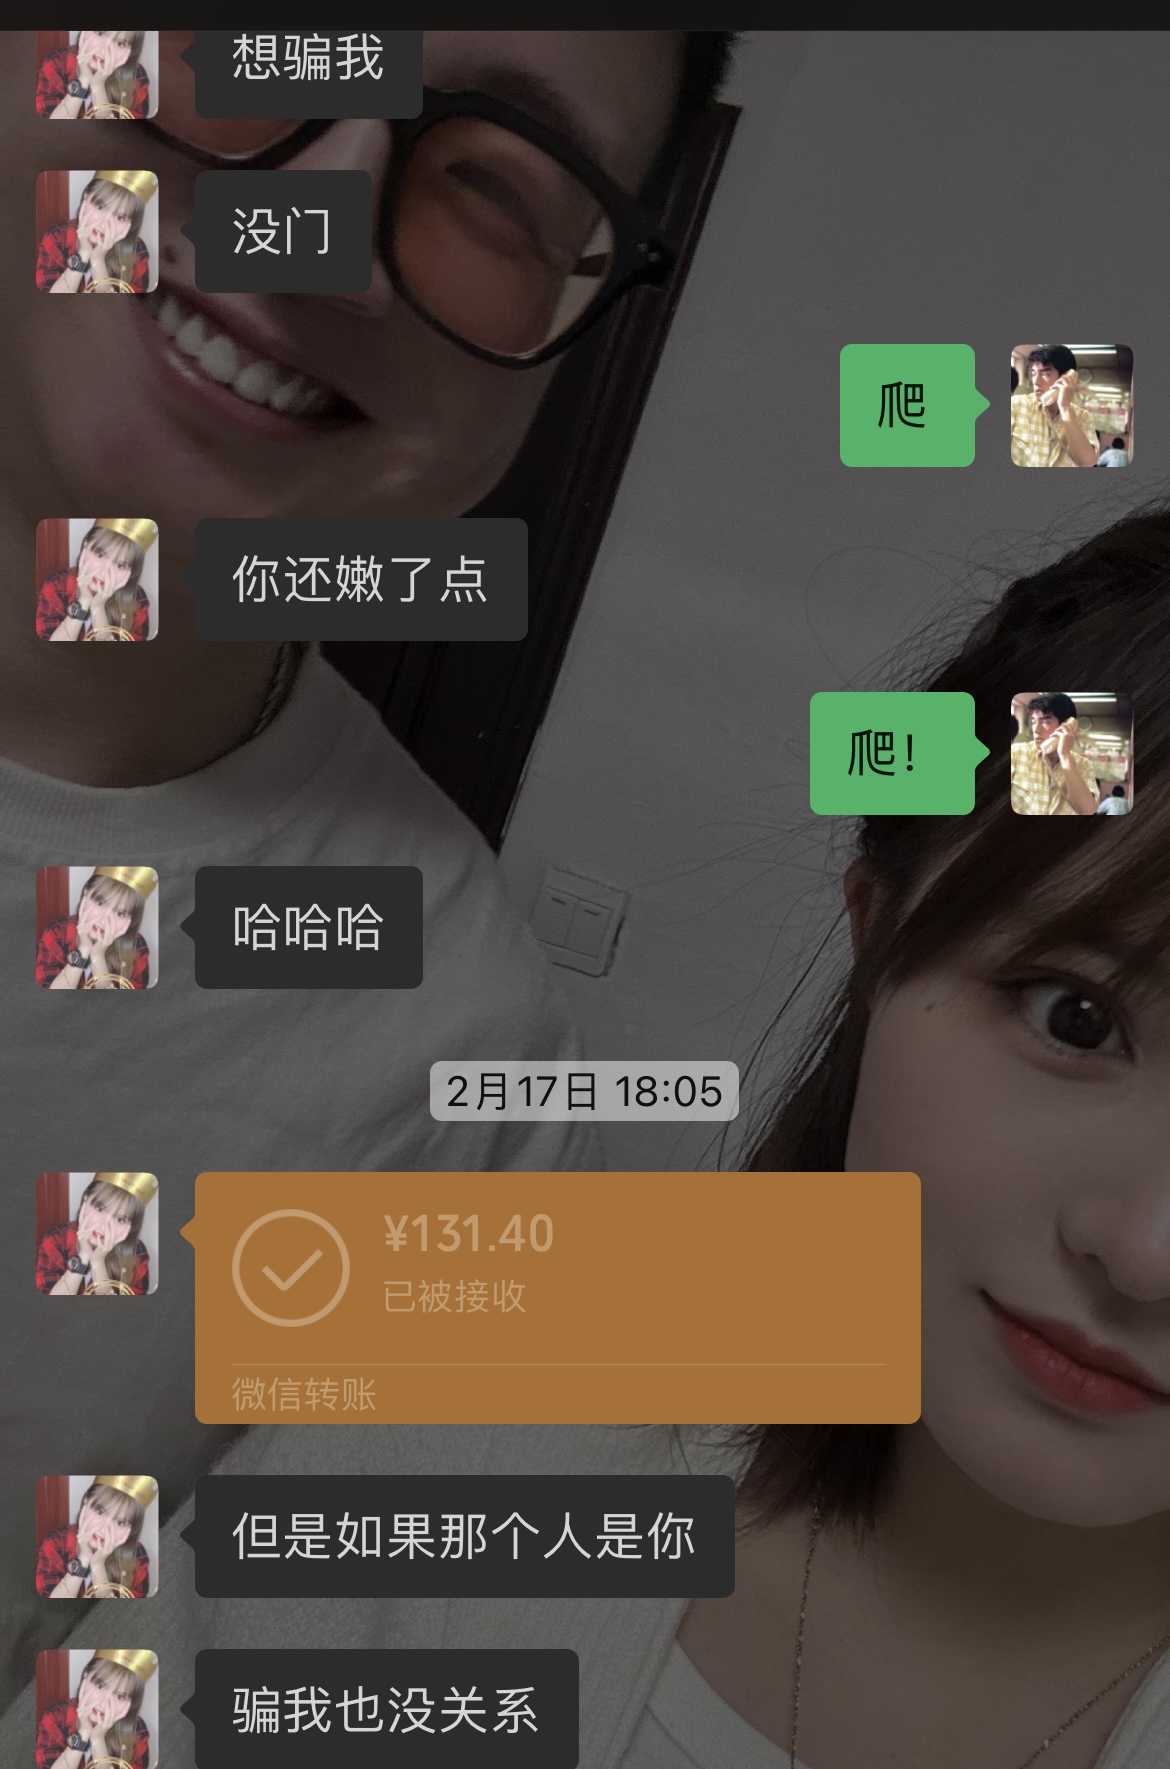 想骗我
没门
爬
你还嫩了点
爬！
哈哈哈
2月17日 18:05
¥131.40
已被接收
微信转账
但是如果那个人是你
骗我也没关系